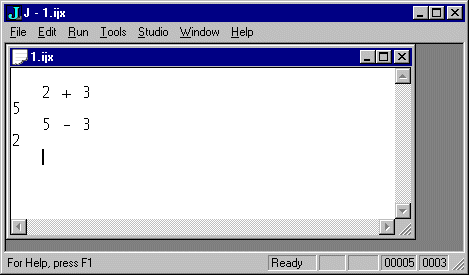 J - 1.ijx
File Edit Run Tools Studio Window Help
1.ijx
2 + 3
5
5 - 3
2
For Help, press F1
Ready
00005
0003